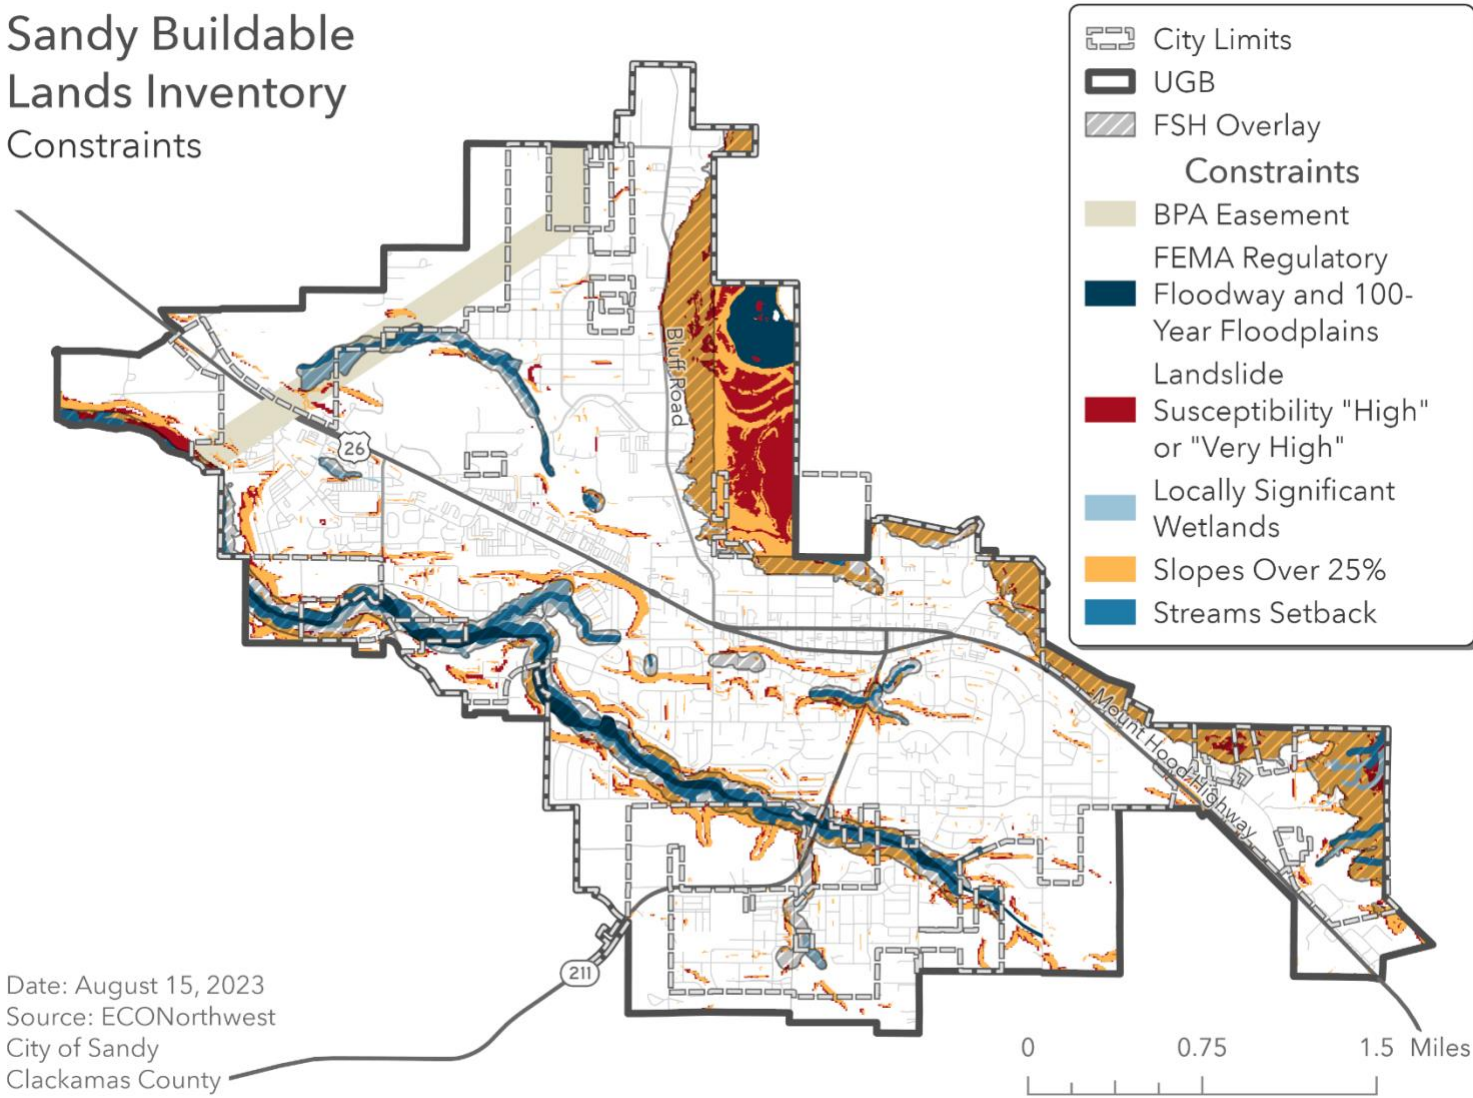 Sandy Buildable
Lands Inventory
Constraints
City Limits
UGB
FSH Overlay
Constraints
BPA Easement
FEMA Regulatory
Floodway and 100-
Year Floodplains
Landslide
Susceptibility "High"
or "Very High"
Locally Significant
Wetlands
Slopes Over 25%
Streams Setback
Bluff Road
26
Mount Hood Highway
211
Date: August 15, 2023
Source: ECONorthwest
City of Sandy
Clackamas County
0 0.75 1.5 Miles